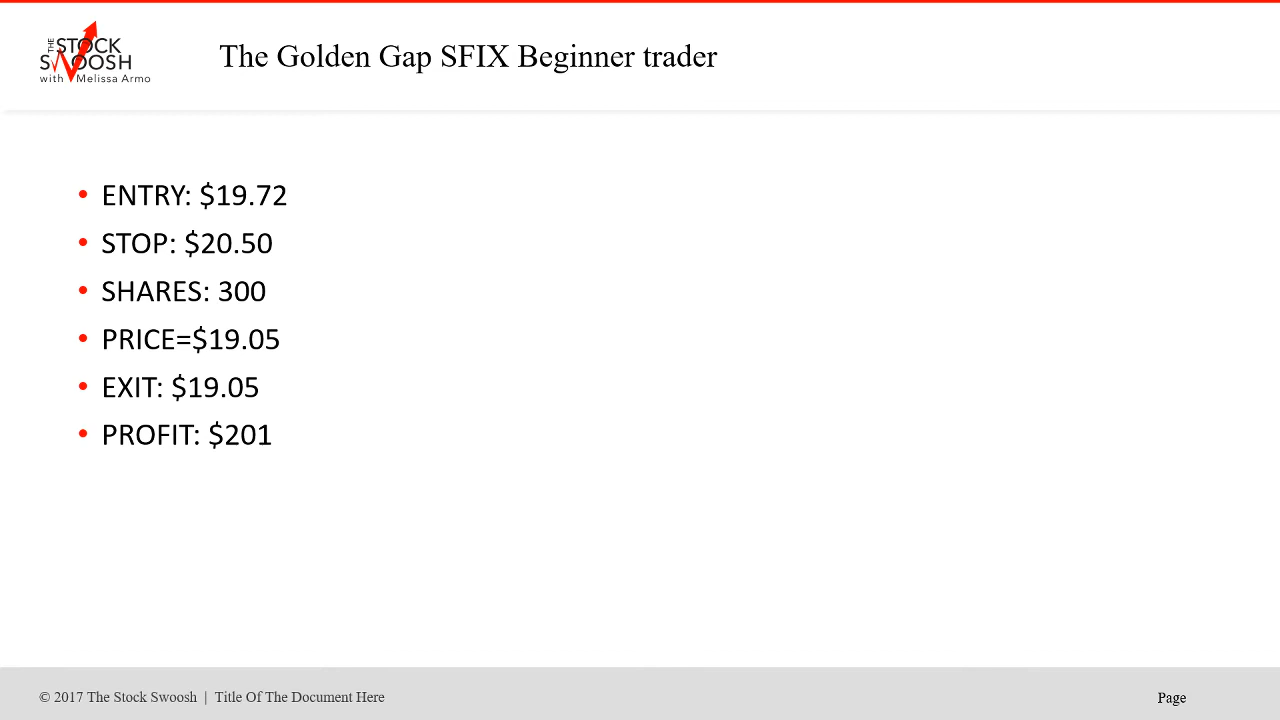 THE STOCK
SWOOSH
with Melissa Armo
The Golden Gap SFIX Beginner trader
• ENTRY: $19.72
• STOP: $20.50
• SHARES: 300
• PRICE=$19.05
• EXIT: $19.05
• PROFIT: $201
© 2017 The Stock Swoosh | Title Of The Document Here
Page